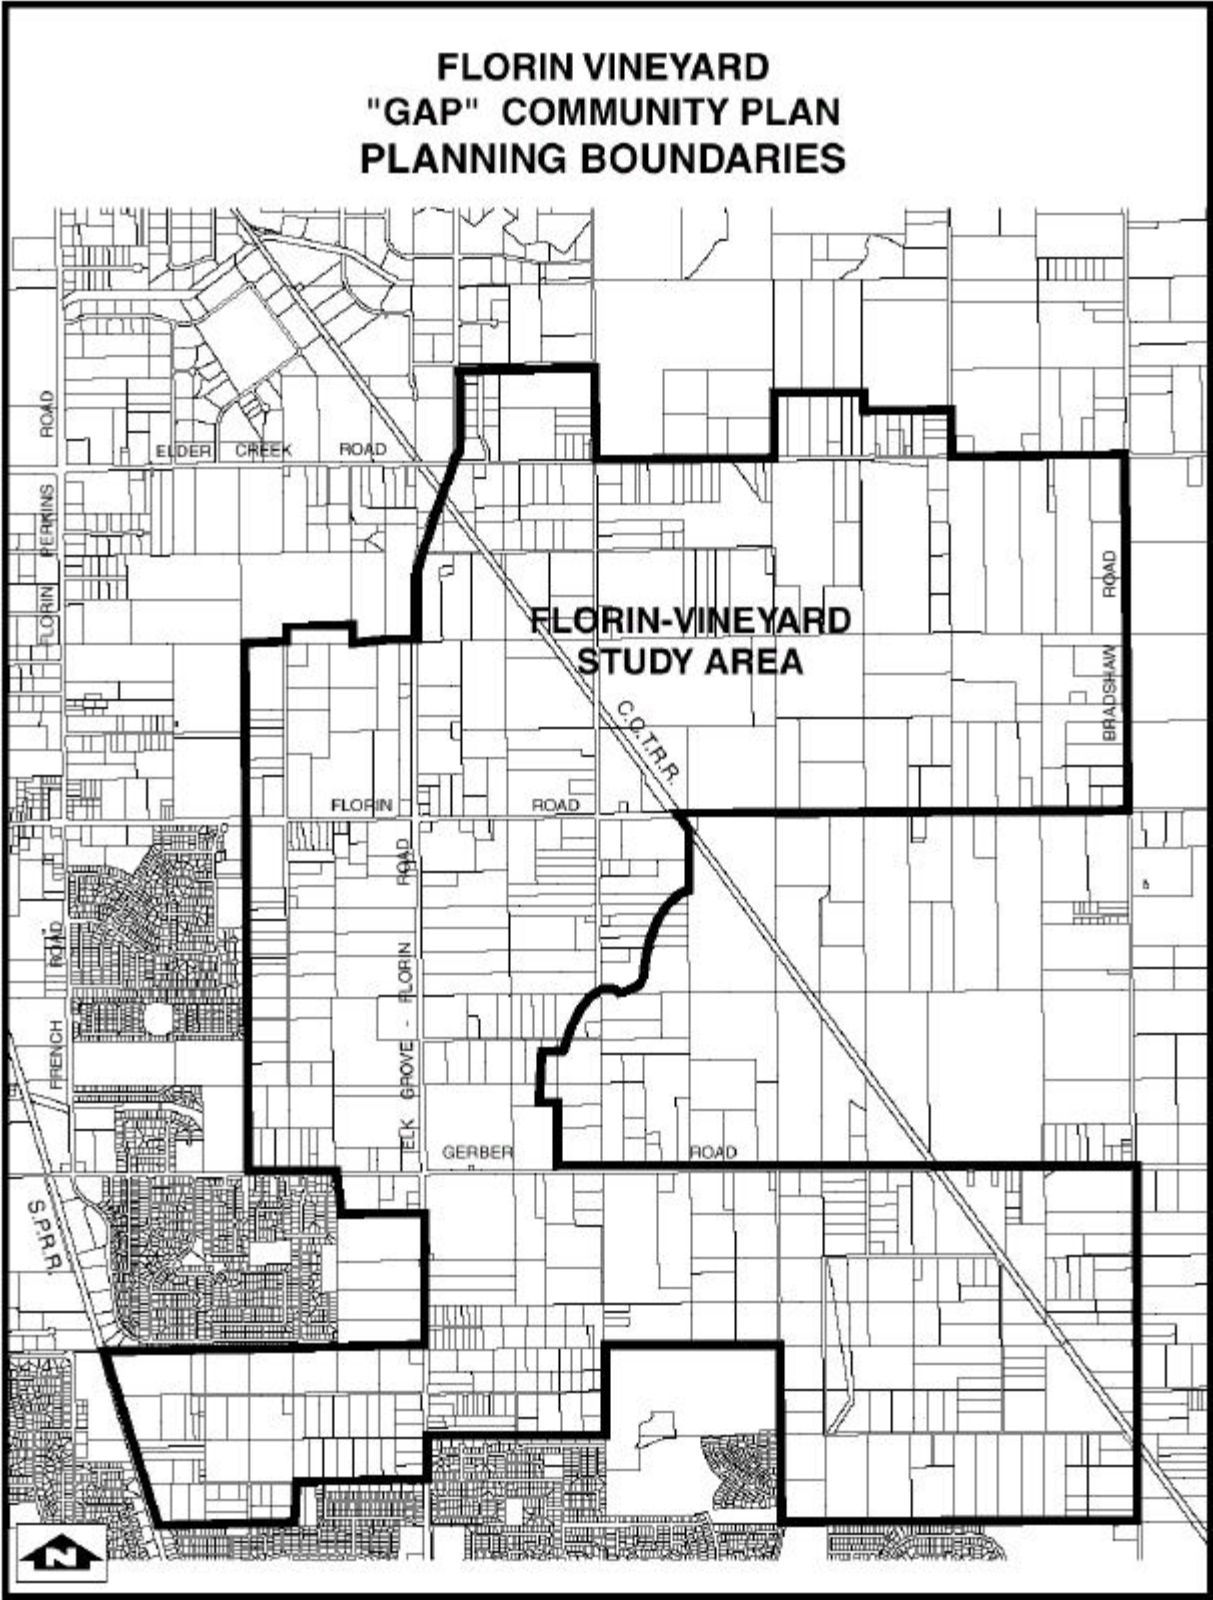 FLORIN VINEYARD
"GAP" COMMUNITY PLAN
PLANNING BOUNDARIES
ROAD
ELDER CREEK ROAD
FLORIN PERKINS
ROAD
FLORIN-VINEYARD
STUDY AREA
BRADSHAW
C.C.T.R.R.
FLORIN ROAD
ROAD
FRENCH ROAD
ELK GROVE - FLORIN
GERBER ROAD
S.P.R.R.
N